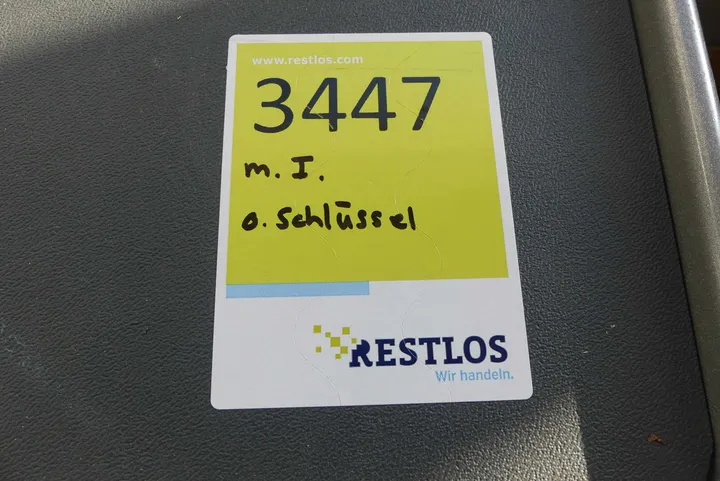 www.restlos.com
3447
m. I.
o. Schlüssel
RESTLOS
Wir handeln.